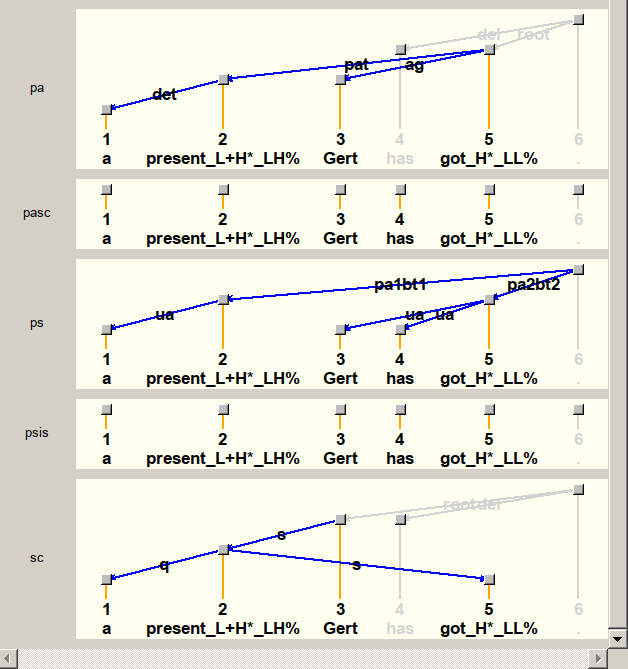 del root
pat ag
det
pa
1 2 3 4 5 6
a present_L+H*_LH% Gert has got_H*_LL% .
pasc
1 2 3 4 5 6
a present_L+H*_LH% Gert has got_H*_LL% .
pa1bt1 pa2bt2
ua ua ua
ps
1 2 3 4 5 6
a present_L+H*_LH% Gert has got_H*_LL% .
psis
1 2 3 4 5 6
a present_L+H*_LH% Gert has got_H*_LL% .
root del
s
q s
sc
1 2 3 4 5 6
a present_L+H*_LH% Gert has got_H*_LL% .